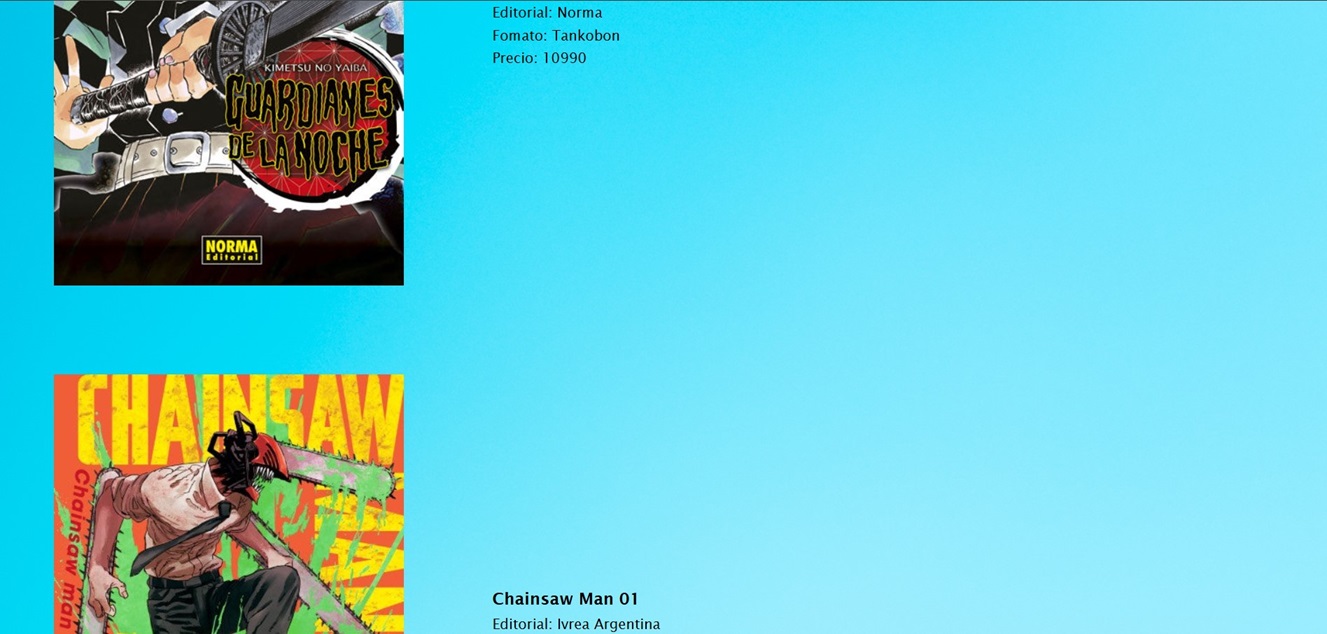 Editorial: Norma
Fomato: Tankobon
Precio: 10990
KIMETSU NO YAIBA
GUARDIANES
DE LA NOCHE
NORMA
Editorial
CHAINSAW
Chainsaw man
Chainsaw Man 01
Editorial: Ivrea Argentina